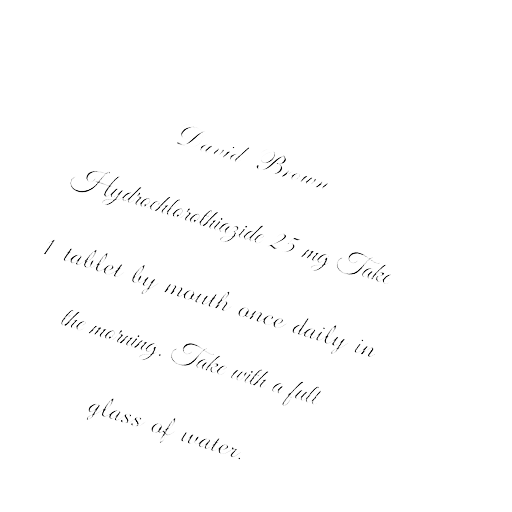 David Brown
Hydrochlorothiazide 25 mg Take
1 tablet by mouth once daily in
the morning. Take with a full
glass of water.